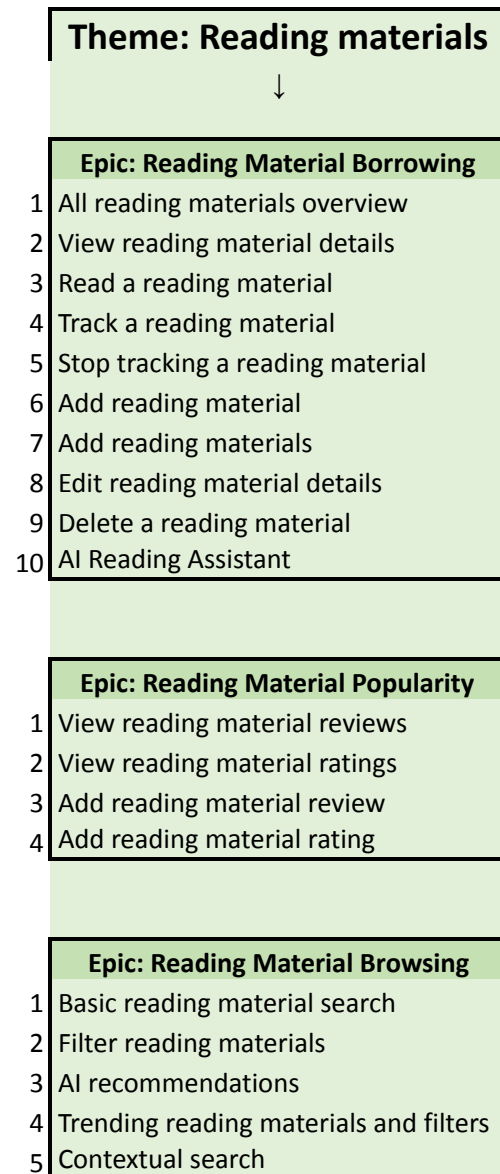 Theme: Reading materials
↓
Epic: Reading Material Borrowing
1 All reading materials overview
2 View reading material details
3 Read a reading material
4 Track a reading material
5 Stop tracking a reading material
6 Add reading material
7 Add reading materials
8 Edit reading material details
9 Delete a reading material
10 AI Reading Assistant
Epic: Reading Material Popularity
1 View reading material reviews
2 View reading material ratings
3 Add reading material review
4 Add reading material rating
Epic: Reading Material Browsing
1 Basic reading material search
2 Filter reading materials
3 AI recommendations
4 Trending reading materials and filters
5 Contextual search